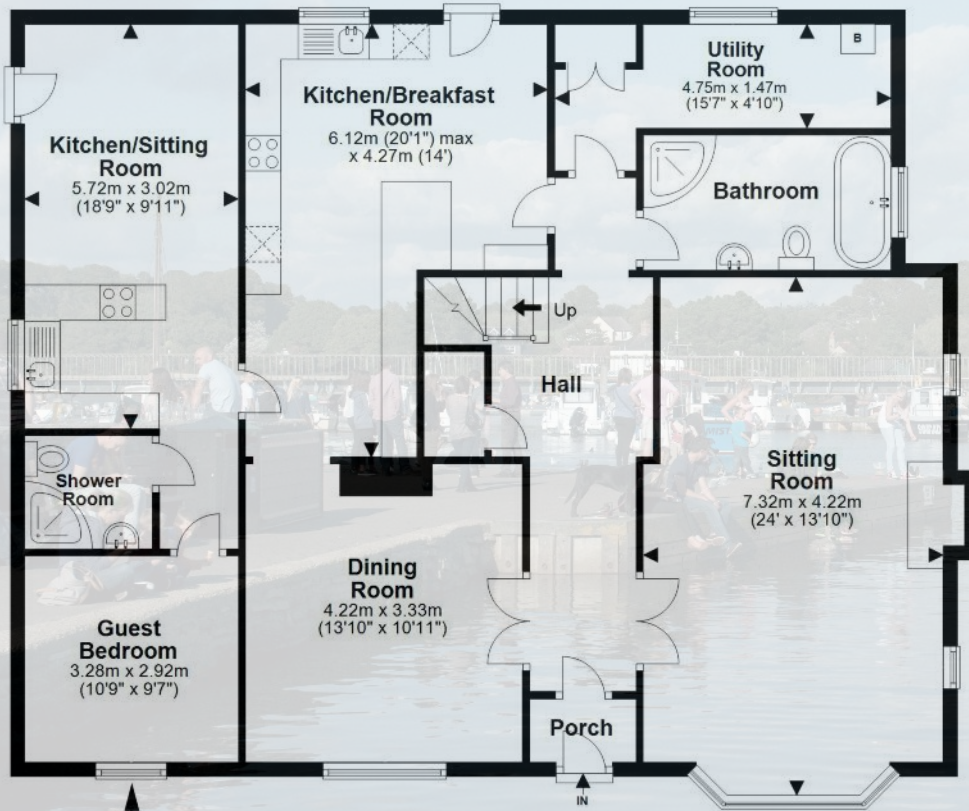 Kitchen/Sitting
Room
5.72m x 3.02m
(18'9" x 9'11")
Kitchen/Breakfast
Room
6.12m (20'1") max
x 4.27m (14')
Utility
Room
4.75m x 1.47m
(15'7" x 4'10")
B
Bathroom
Up
Hall
Shower
Room
Sitting
Room
7.32m x 4.22m
(24' x 13'10")
Dining
Room
4.22m x 3.33m
(13'10" x 10'11")
Guest
Bedroom
3.28m x 2.92m
(10'9" x 9'7")
Porch
IN